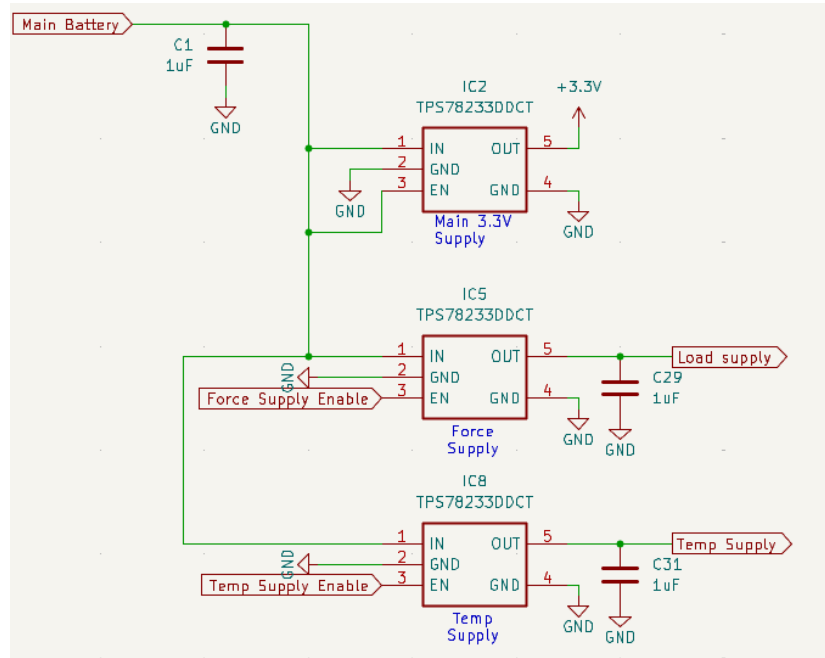 Main Battery
C1
1uF
GND
IC2
TPS78233DDCT
+3.3V
1 IN OUT 5
2 GND
3 EN GND 4
GND
GND
Main 3.3V
Supply
IC5
TPS78233DDCT
1 IN OUT 5
Load supply
2 GND
GND
C29
1uF
Force Supply Enable
3 EN GND 4
GND
GND
Force
Supply
IC8
TPS78233DDCT
1 IN OUT 5
Temp Supply
2 GND
GND
C31
1uF
Temp Supply Enable
3 EN GND 4
GND
GND
Temp
Supply